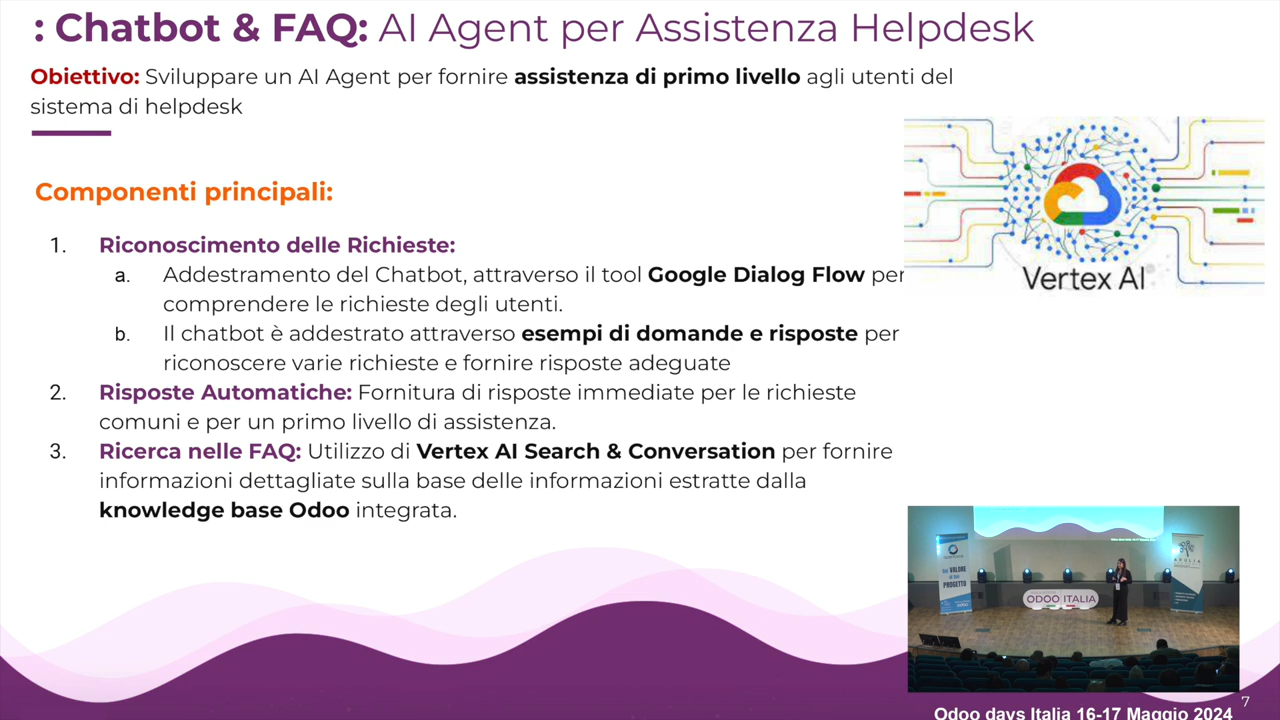 : Chatbot & FAQ: AI Agent per Assistenza Helpdesk
Obiettivo: Sviluppare un AI Agent per fornire assistenza di primo livello agli utenti del
sistema di helpdesk
Componenti principali:
1. Riconoscimento delle Richieste:
a. Addestramento del Chatbot, attraverso il tool Google Dialog Flow per
comprendere le richieste degli utenti.
b. Il chatbot è addestrato attraverso esempi di domande e risposte per
riconoscere varie richieste e fornire risposte adeguate
2. Risposte Automatiche: Fornitura di risposte immediate per le richieste
comuni e per un primo livello di assistenza.
3. Ricerca nelle FAQ: Utilizzo di Vertex AI Search & Conversation per fornire
informazioni dettagliate sulla base delle informazioni estratte dalla
knowledge base Odoo integrata.
Vertex AI
VALORE
PROGETTO
ODOO ITALIA
APULIA
Odoo days Italia 16-17 Maggio 2024
7